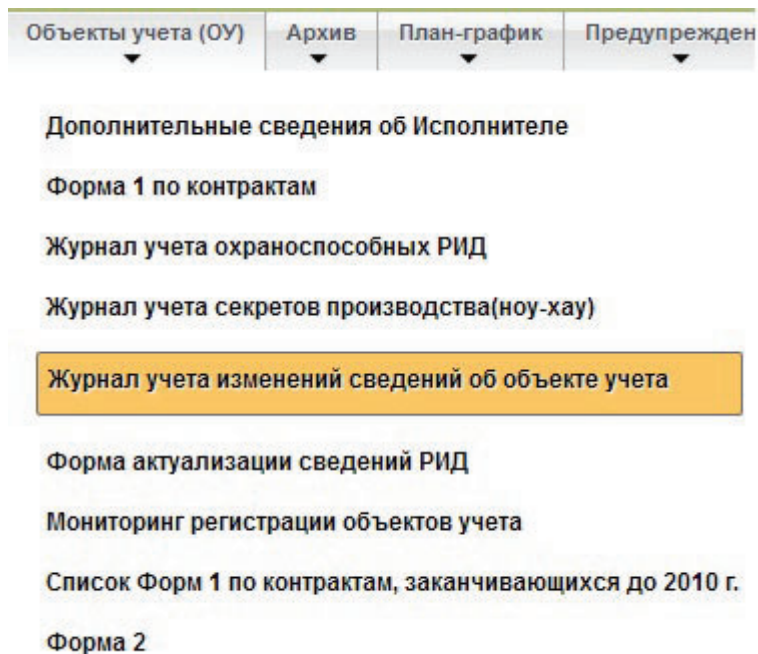 Объекты учета (ОУ) Архив План-график Предупрежден
Дополнительные сведения об Исполнителе
Форма 1 по контрактам
Журнал учета охраноспособных РИД
Журнал учета секретов производства(ноу-хау)
Журнал учета изменений сведений об объекте учета
Форма актуализации сведений РИД
Мониторинг регистрации объектов учета
Список Форм 1 по контрактам, заканчивающихся до 2010 г.
Форма 2